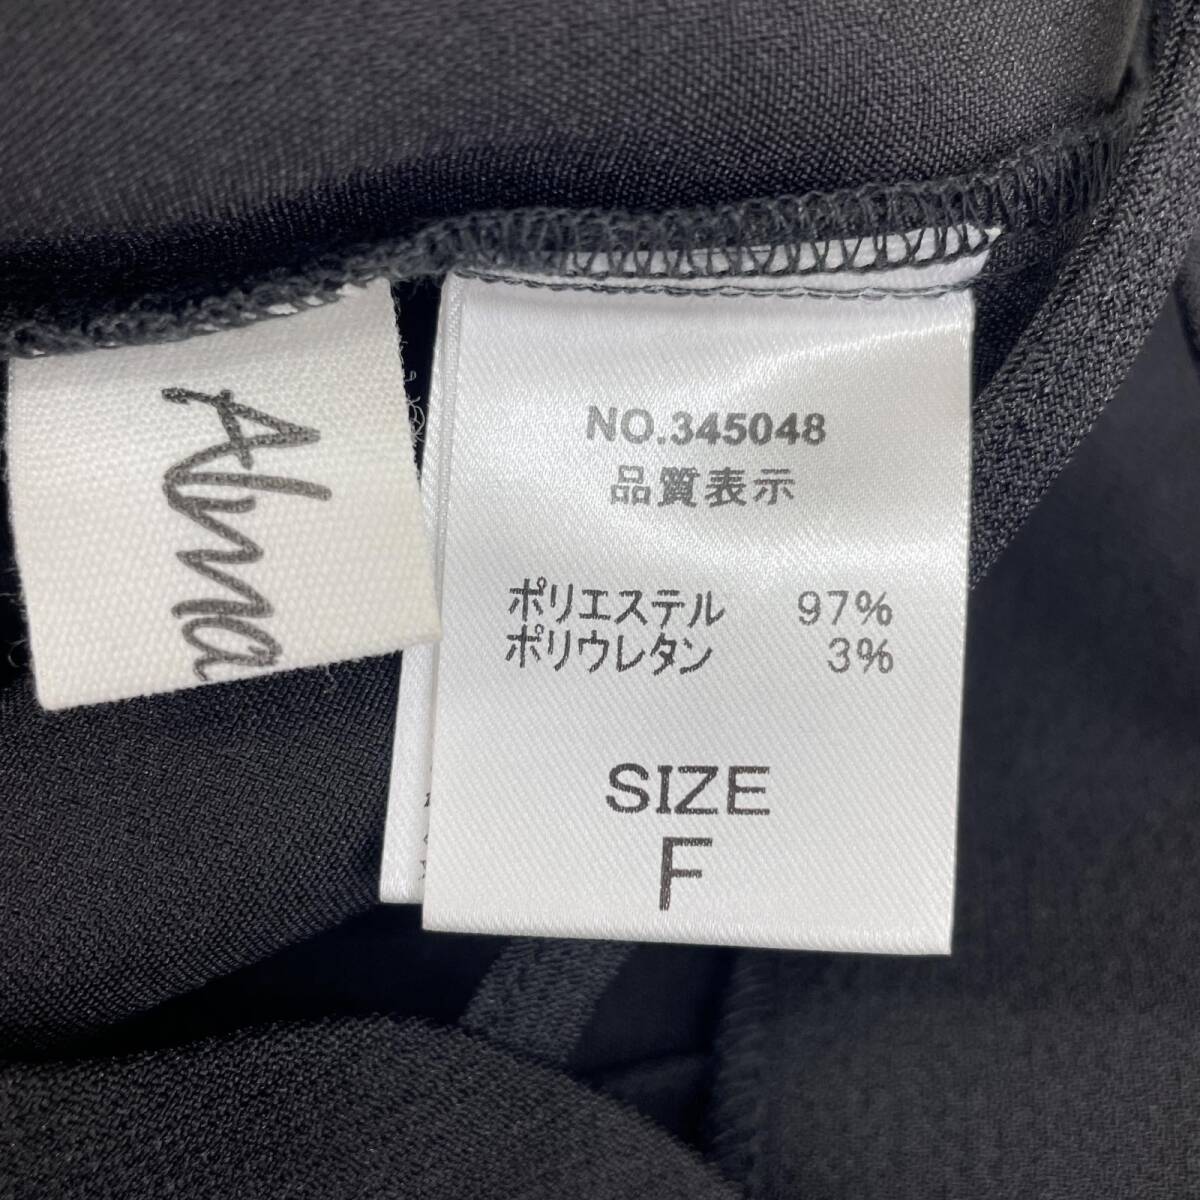 Alma
NO.345048
品質表示
ポリエステル 97%
ポリウレタン 3%
SIZE
F